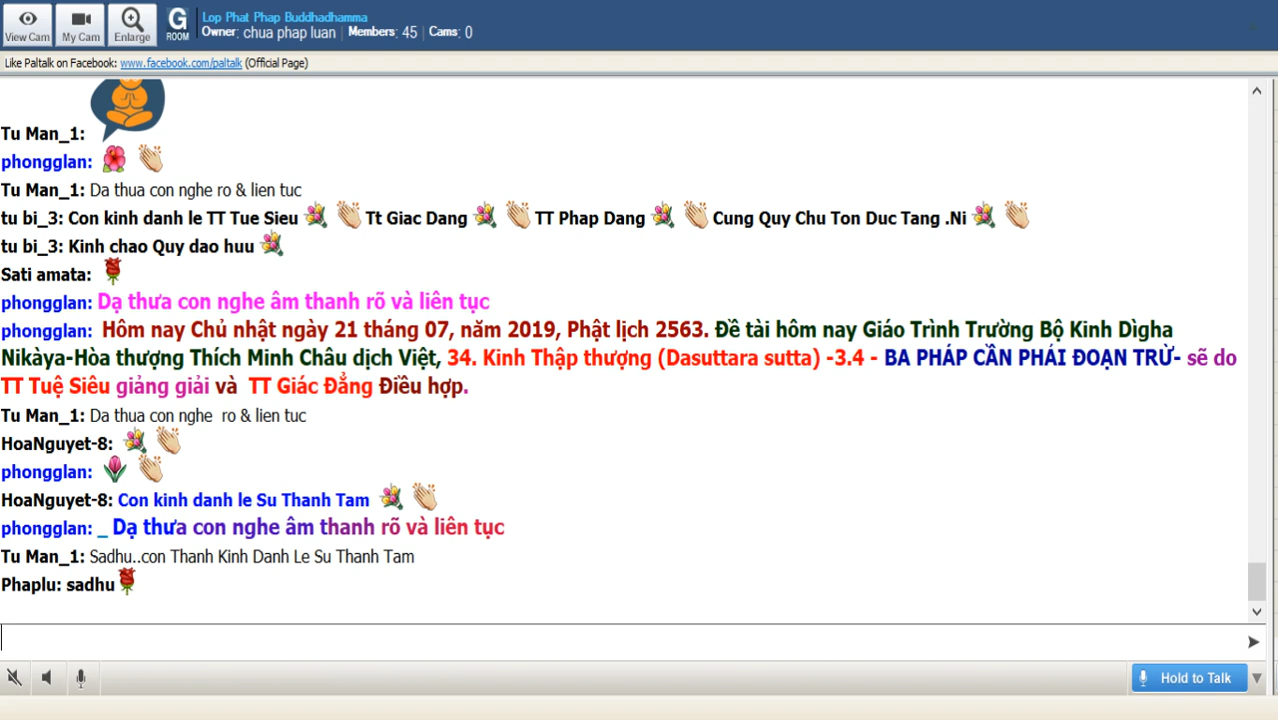 View Cam
My Cam
Enlarge
G
ROOM
Lop Phat Phap Buddhadhamma
Owner: chua phap luan | Members: 45 | Cams: 0
Like Paltalk on Facebook: www.facebook.com/paltalk (Official Page)
Tu Man_1:
phongglan:
Tu Man_1: Da thua con nghe ro & lien tuc
tu bi_3: Con kinh danh le TT Tue Sieu Tt Giac Dang TT Phap Dang Cung Quy Chu Ton Duc Tang .Ni
tu bi_3: Kinh chao Quy dao huu
Sati amata:
phongglan: Dạ thưa con nghe âm thanh rõ và liên tục
phongglan: Hôm nay Chủ nhật ngày 21 tháng 07, năm 2019, Phật lịch 2563. Đề tài hôm nay Giáo Trình Trường Bộ Kinh Dìgha
Nikàya-Hòa thượng Thích Minh Châu dịch Việt, 34. Kinh Thập thượng (Dasuttara sutta) -3.4 - BA PHÁP CẦN PHÁI ĐOẠN TRỪ- sẽ do
TT Tuệ Siêu giảng giải và TT Giác Đẳng Điều hợp.
Tu Man_1: Da thua con nghe ro & lien tuc
HoaNguyet-8:
phongglan:
HoaNguyet-8: Con kinh danh le Su Thanh Tam
phongglan: _ Dạ thưa con nghe âm thanh rõ và liên tục
Tu Man_1: Sadhu..con Thanh Kinh Danh Le Su Thanh Tam
Phaplu: sadhu
Hold to Talk